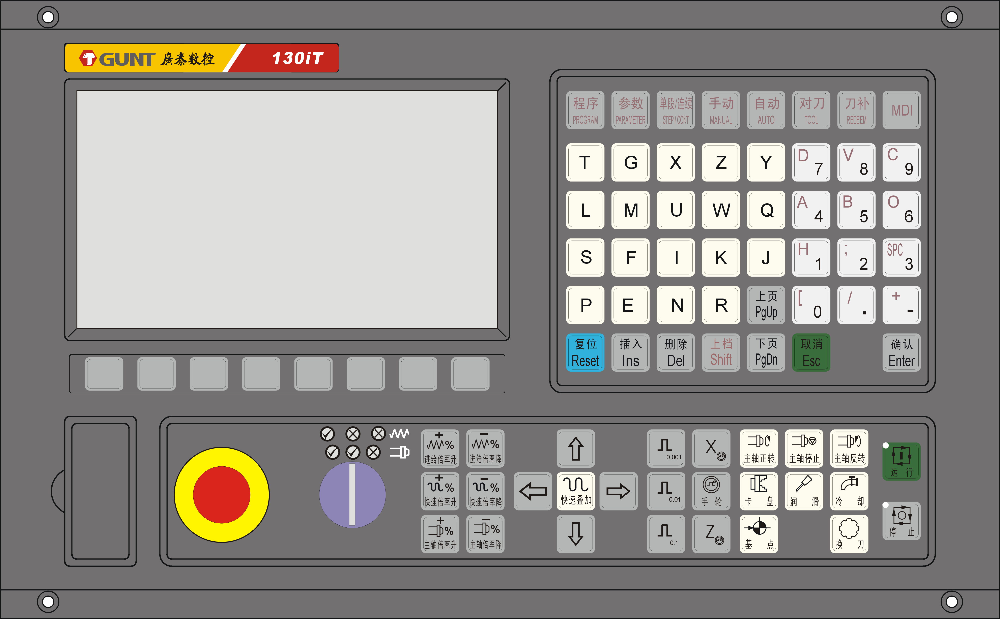 GUNT 廣泰數控 130iT
程序 参数 单段/连续 手动 自动 对刀 刀补 MDI
PROGRAM PARAMETER STEP/CONT MANUAL AUTO TOOL REDEEM
T G X Z Y D 7 V 8 C 9
L M U W Q A 4 B 5 O 6
S F I K J H 1 ; 2 SPC 3
P E N R 上页 PgUp [ 0 / . + -
复位 插入 删除 上档 下页 取消 确认
Reset Ins Del Shift PgDn Esc Enter
+ % - % 0.001 X
进给倍率升 进给倍率降 主轴正转 主轴停止 主轴反转
运行
+ % - % 0.01
快速倍率升 快速倍率降 快速叠加 手轮 卡盘 润滑 冷却
+ % - % 0.1 Z
停止
主轴倍率升 主轴倍率降 基点 换刀